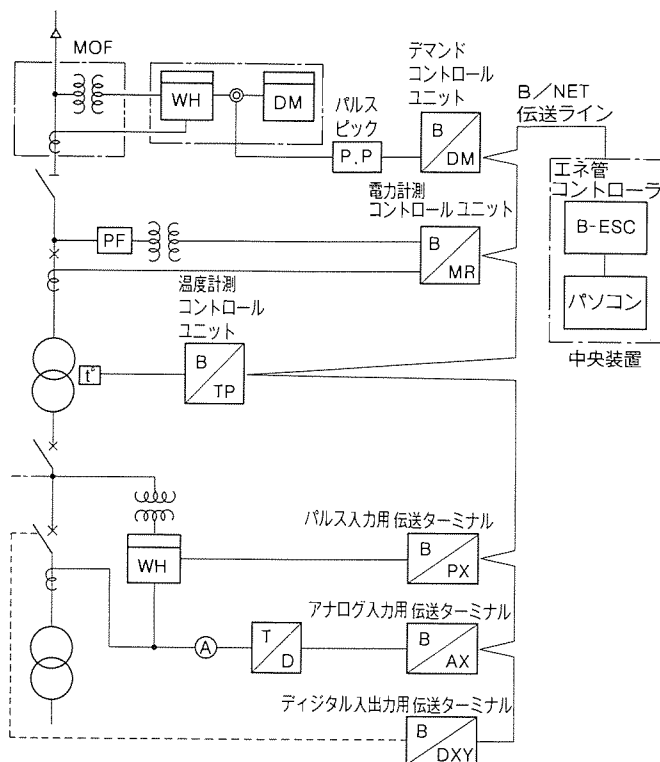 MOF
WH
DM
パルス
ピック
P.P
デマンド
コントロール
ユニット
B
DM
B／NET
伝送ライン
エネ管
コントローラ
B-ESC
パソコン
中央装置
電力計測
コントロールユニット
PF
B
MR
温度計測
コントロール
ユニット
t°
B
TP
パルス入力用伝送ターミナル
WH
B
PX
アナログ入力用伝送ターミナル
A
T
D
B
AX
ディジタル入出力用伝送ターミナル
B
DXY